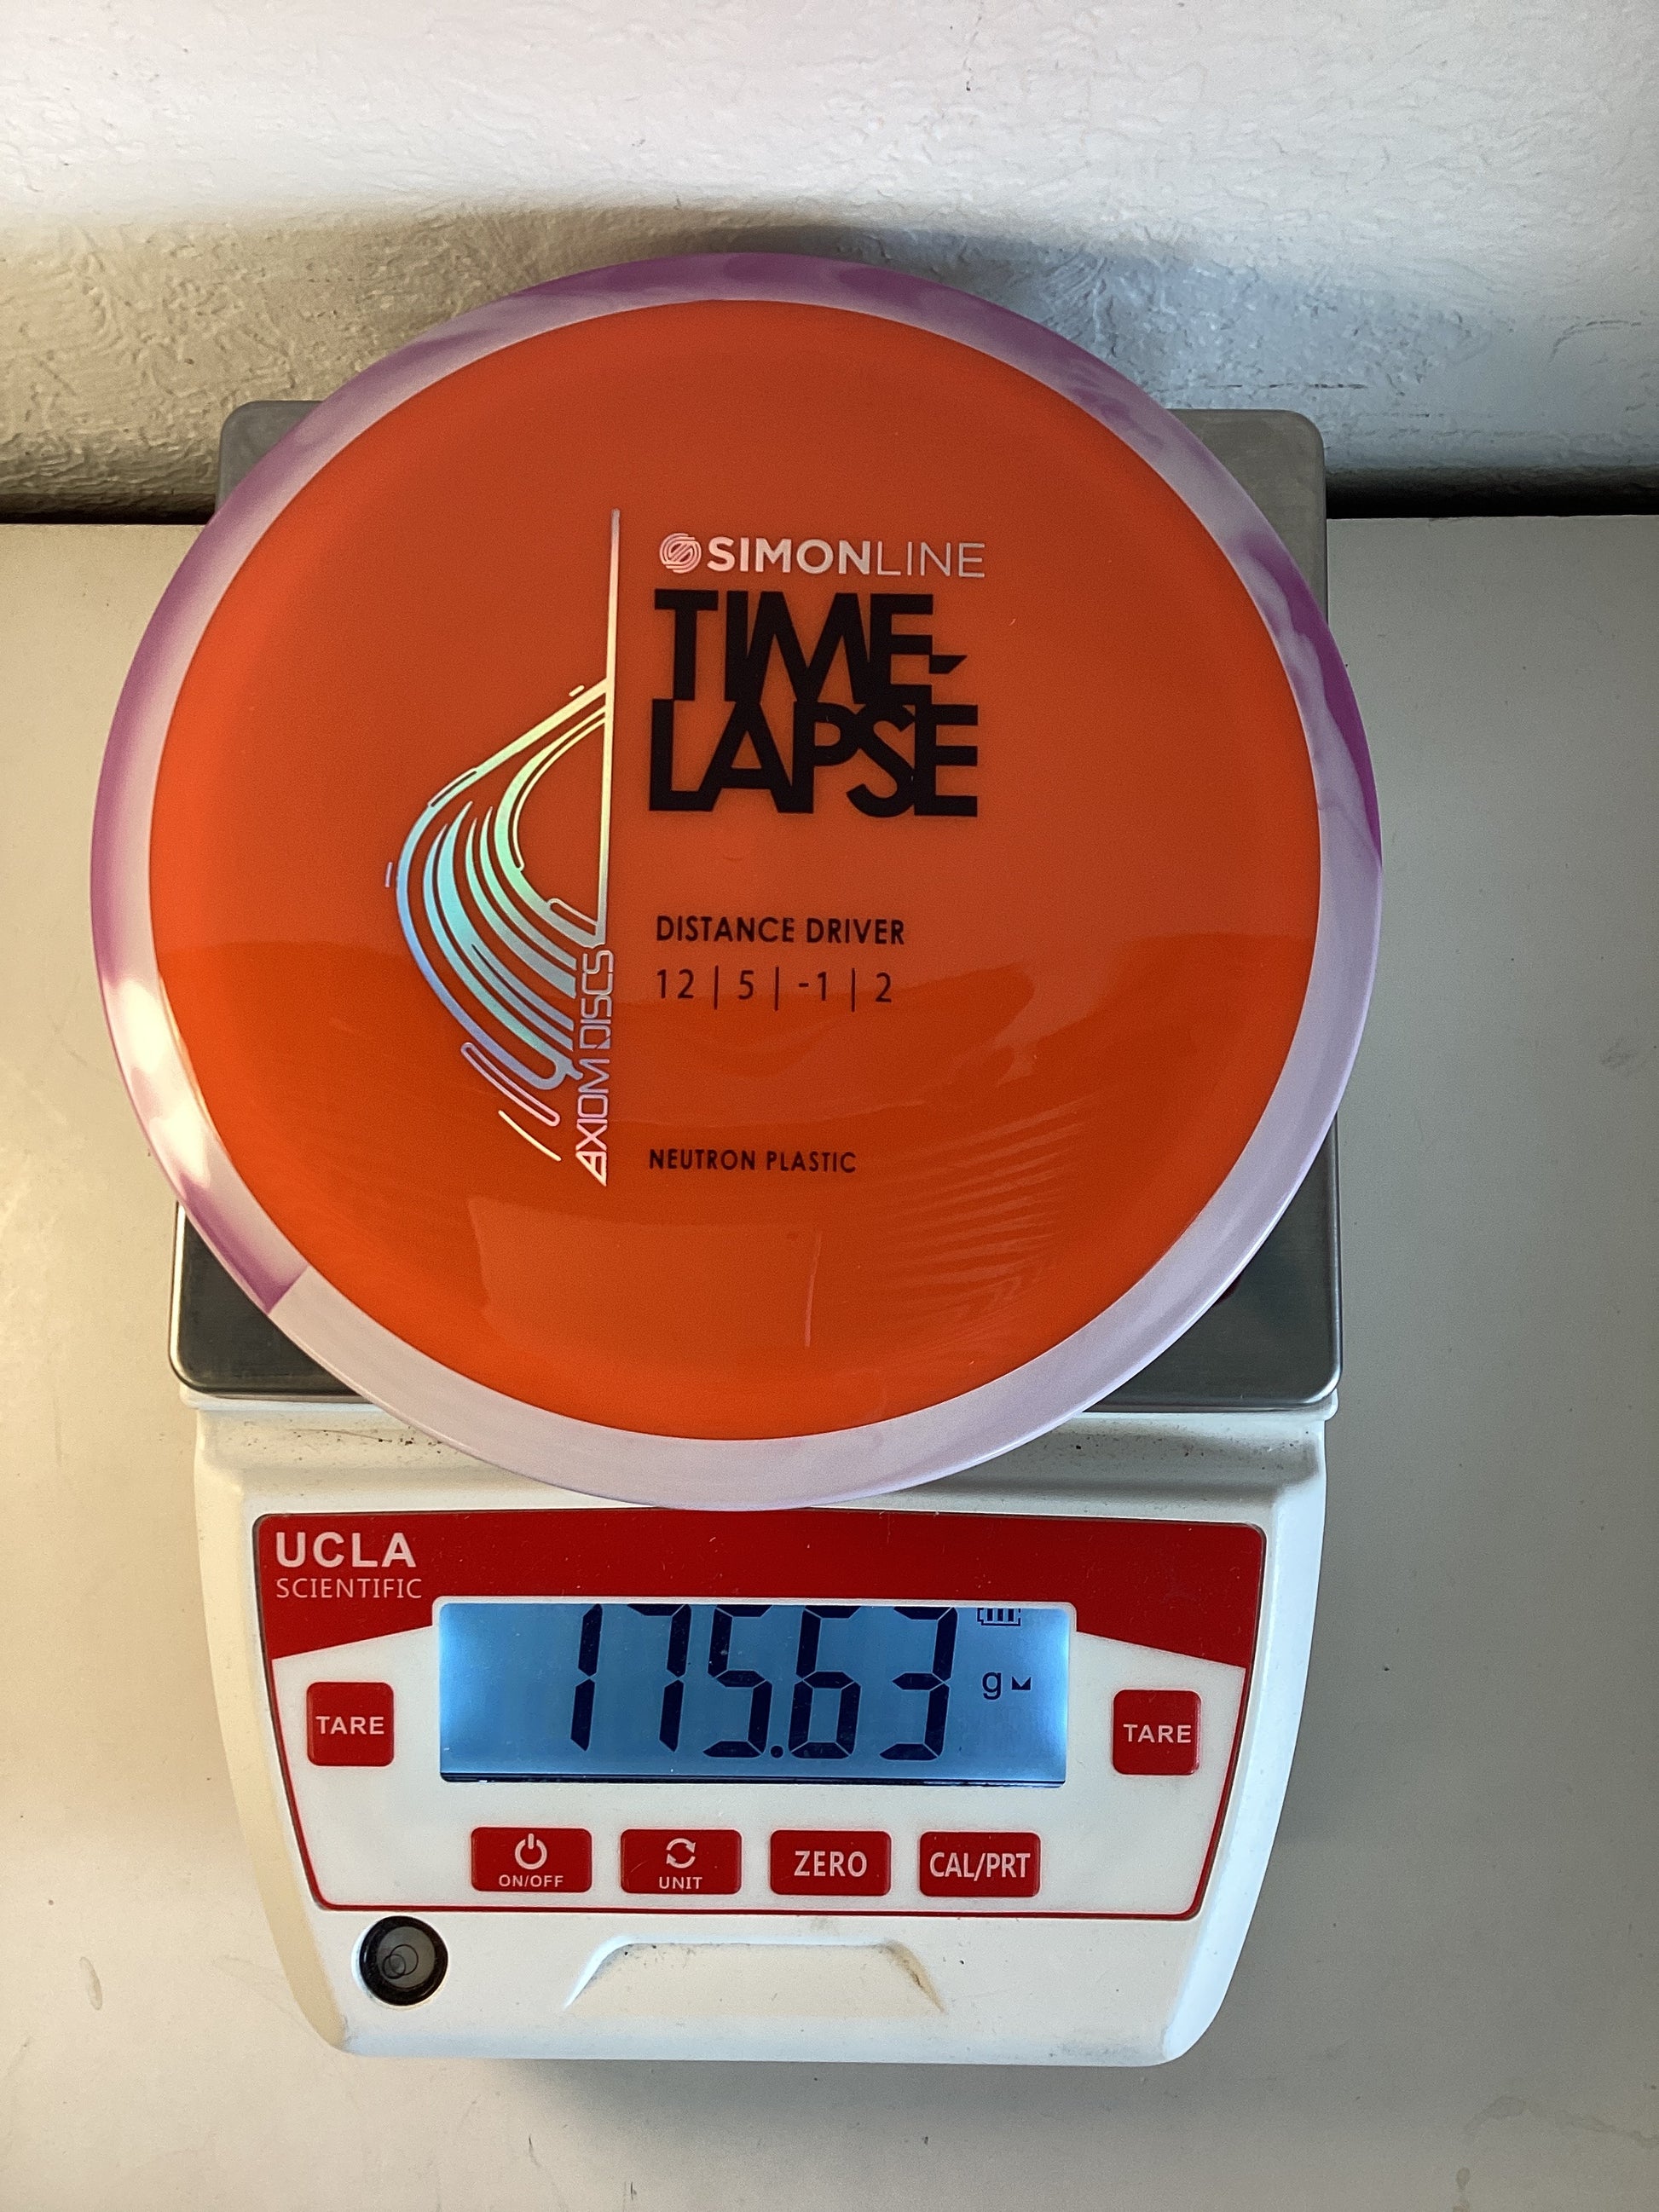 SIMONLINE
TIME-
LAPSE
DISTANCE DRIVER
12 | 5 | -1 | 2
AXIOM DISCS
NEUTRON PLASTIC
UCLA
SCIENTIFIC
175.63 g
TARE
TARE
ON/OFF
UNIT
ZERO
CAL/PRT